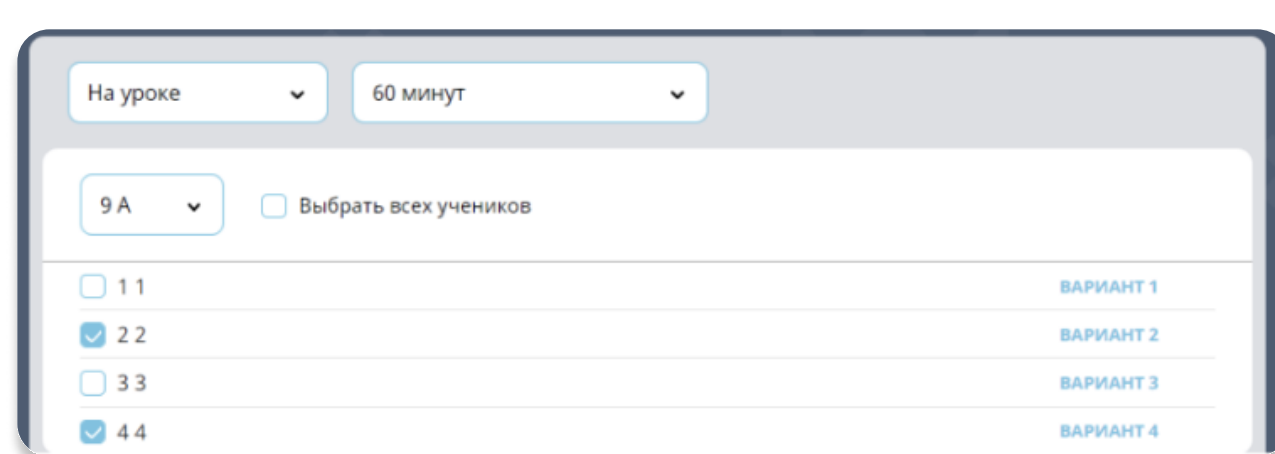 На уроке 60 минут
9 А Выбрать всех учеников
1 1 ВАРИАНТ 1
2 2 ВАРИАНТ 2
3 3 ВАРИАНТ 3
4 4 ВАРИАНТ 4